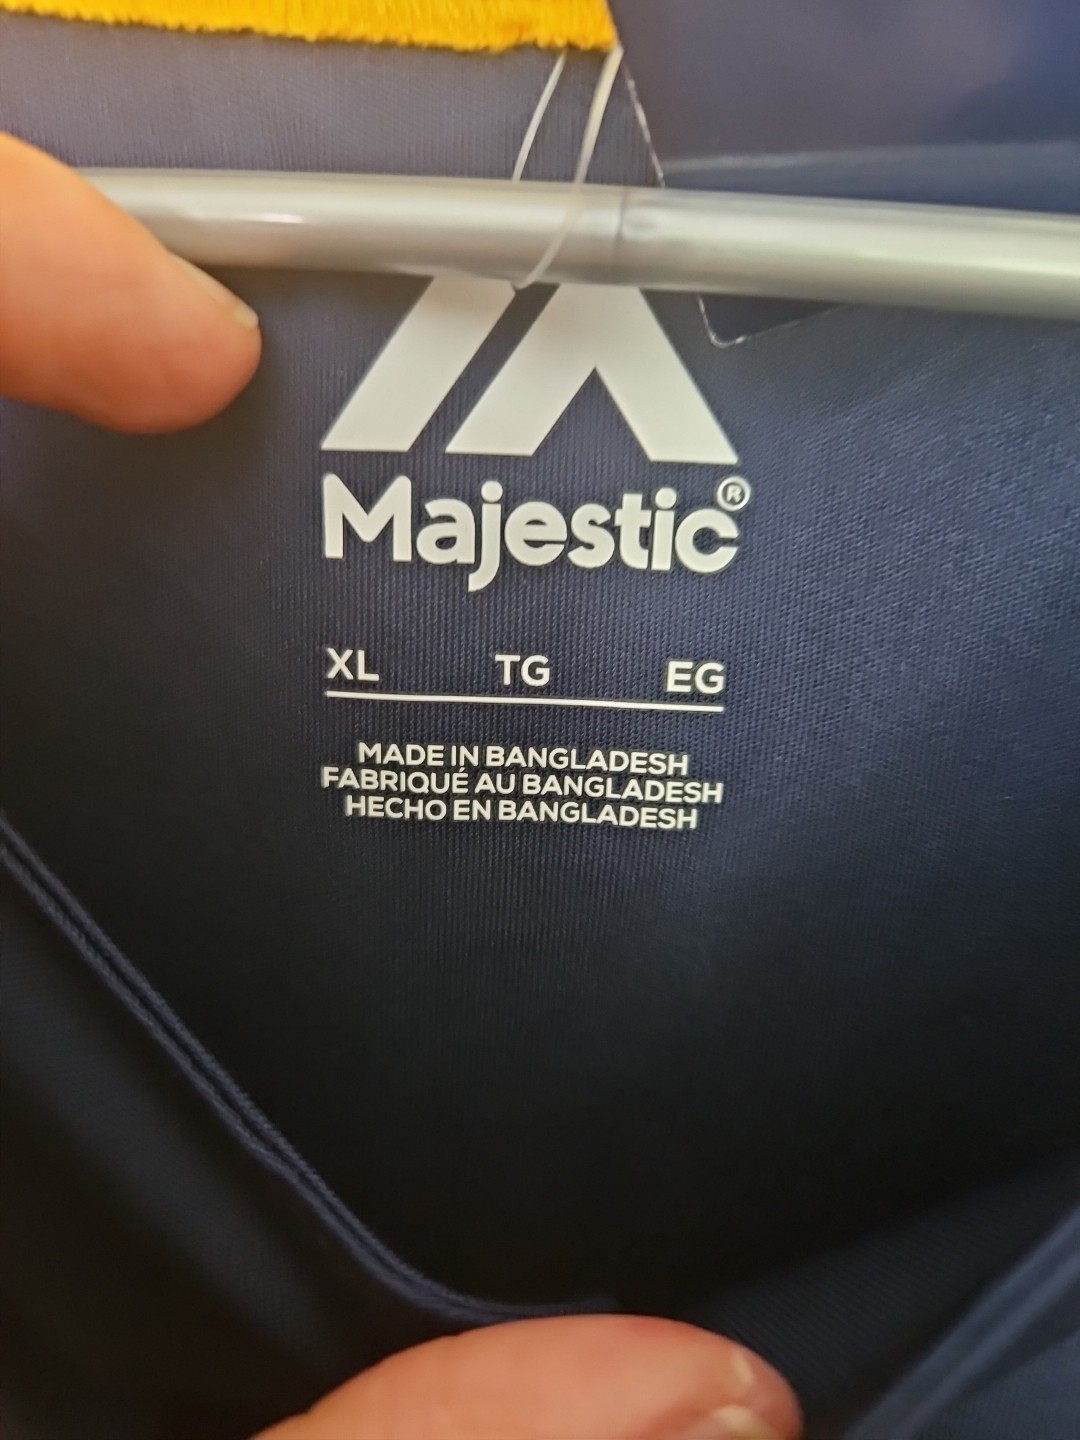 Majestic®
XL TG EG
MADE IN BANGLADESH
FABRIQUÉ AU BANGLADESH
HECHO EN BANGLADESH